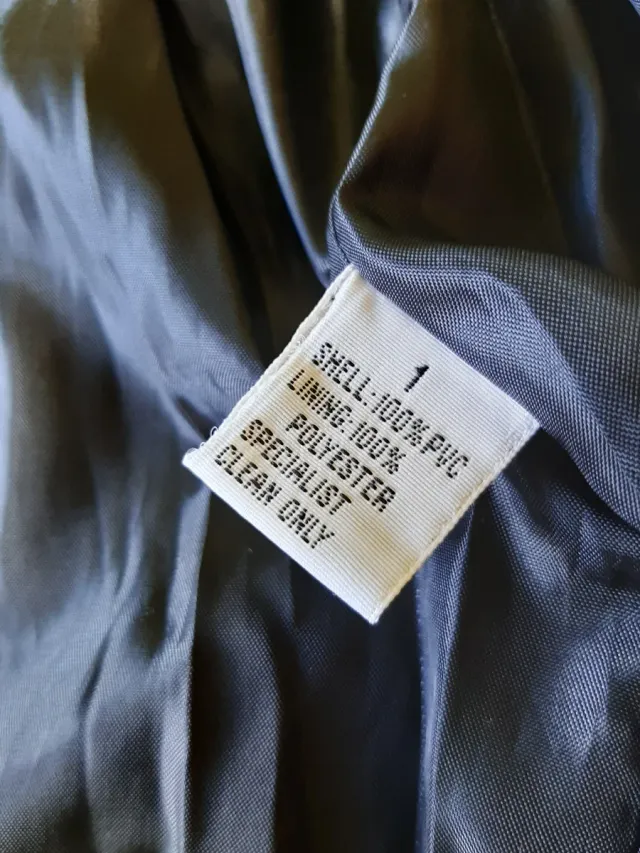 1
SHELL:100%PVC
LINING:100%
POLYESTER
SPECIALIST
CLEAN ONLY